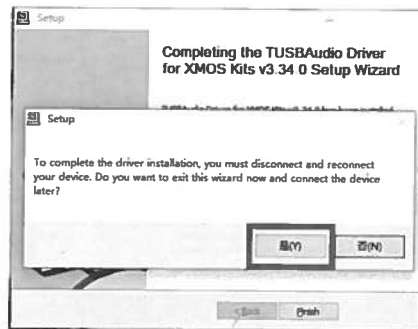 Setup
Completing the TUSBAudio Driver
for XMOS Kits v3.34.0 Setup Wizard
Setup
To complete the driver installation, you must disconnect and reconnect
your device. Do you want to exit this wizard now and connect the device
later?
是(Y)
否(N)
< Back
Finish